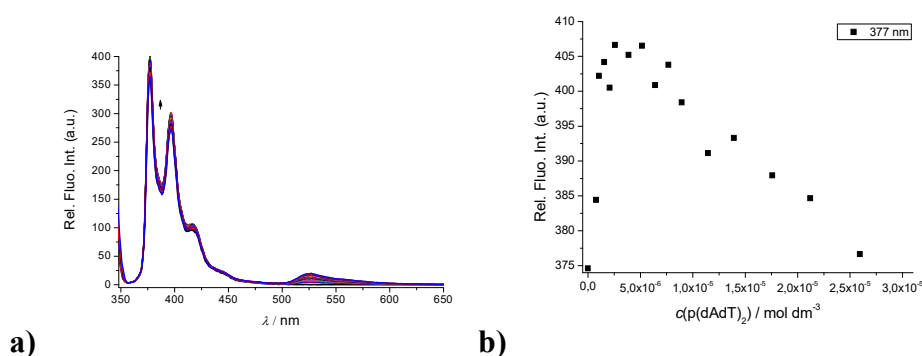 400
350
300
250
200
150
100
50
0
Rel. Fluo. Int. (a.u.)
350
400
450
500
550
600
650
λ / nm
a)
410
405
400
395
390
385
380
375
Rel. Fluo. Int. (a.u.)
377 nm
0,0
5,0x10⁻⁶
1,0x10⁻⁵
1,5x10⁻⁵
2,0x10⁻⁵
2,5x10⁻⁵
3,0x10⁻⁵
c(p(dAdT)₂) / mol dm⁻³
b)